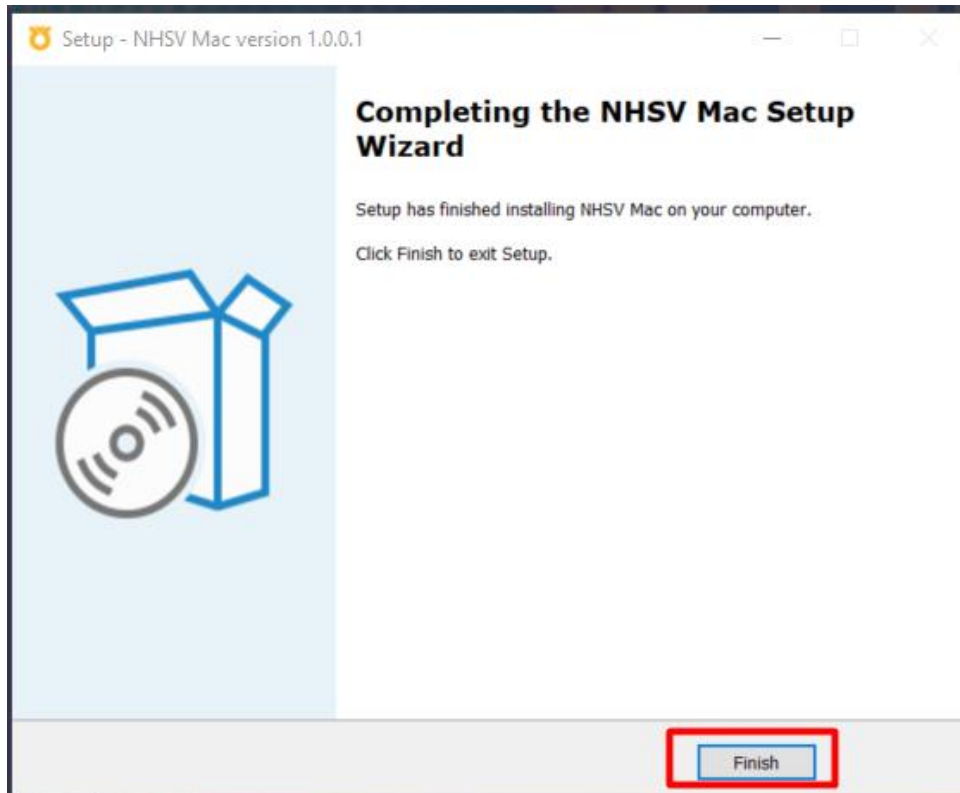 Setup - NHSV Mac version 1.0.0.1
Completing the NHSV Mac Setup
Wizard
Setup has finished installing NHSV Mac on your computer.
Click Finish to exit Setup.
Finish